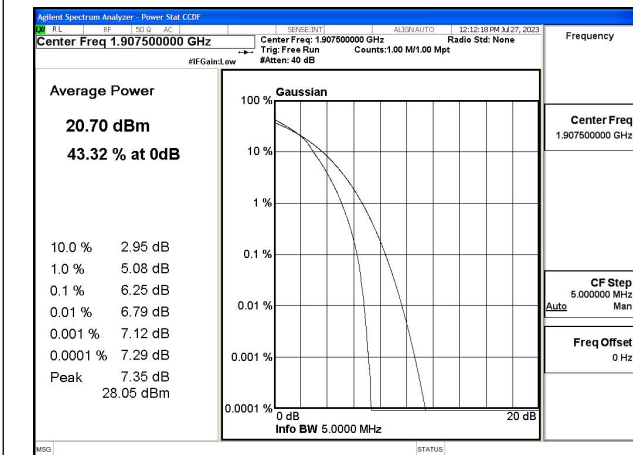 Agilent Spectrum Analyzer - Power Stat CCDF
RL RF 50 Ω AC SENSE:INT ALIGN AUTO 12:12:18 PM Jul 27, 2023
Center Freq 1.907500000 GHz
Center Freq: 1.907500000 GHz Radio Std: None
Trig: Free Run Counts:1.00 M/1.00 Mpt
#IFGain:Low #Atten: 40 dB
Frequency
Average Power
20.70 dBm
43.32 % at 0dB
10.0 % 2.95 dB
1.0 % 5.08 dB
0.1 % 6.25 dB
0.01 % 6.79 dB
0.001 % 7.12 dB
0.0001 % 7.29 dB
Peak 7.35 dB
28.05 dBm
Gaussian
100 %
10 %
1 %
0.1 %
0.01 %
0.001 %
0.0001 %
0 dB 20 dB
Info BW 5.0000 MHz
Center Freq
1.907500000 GHz
CF Step
5.000000 MHz
Auto Man
Freq Offset
0 Hz
MSG STATUS